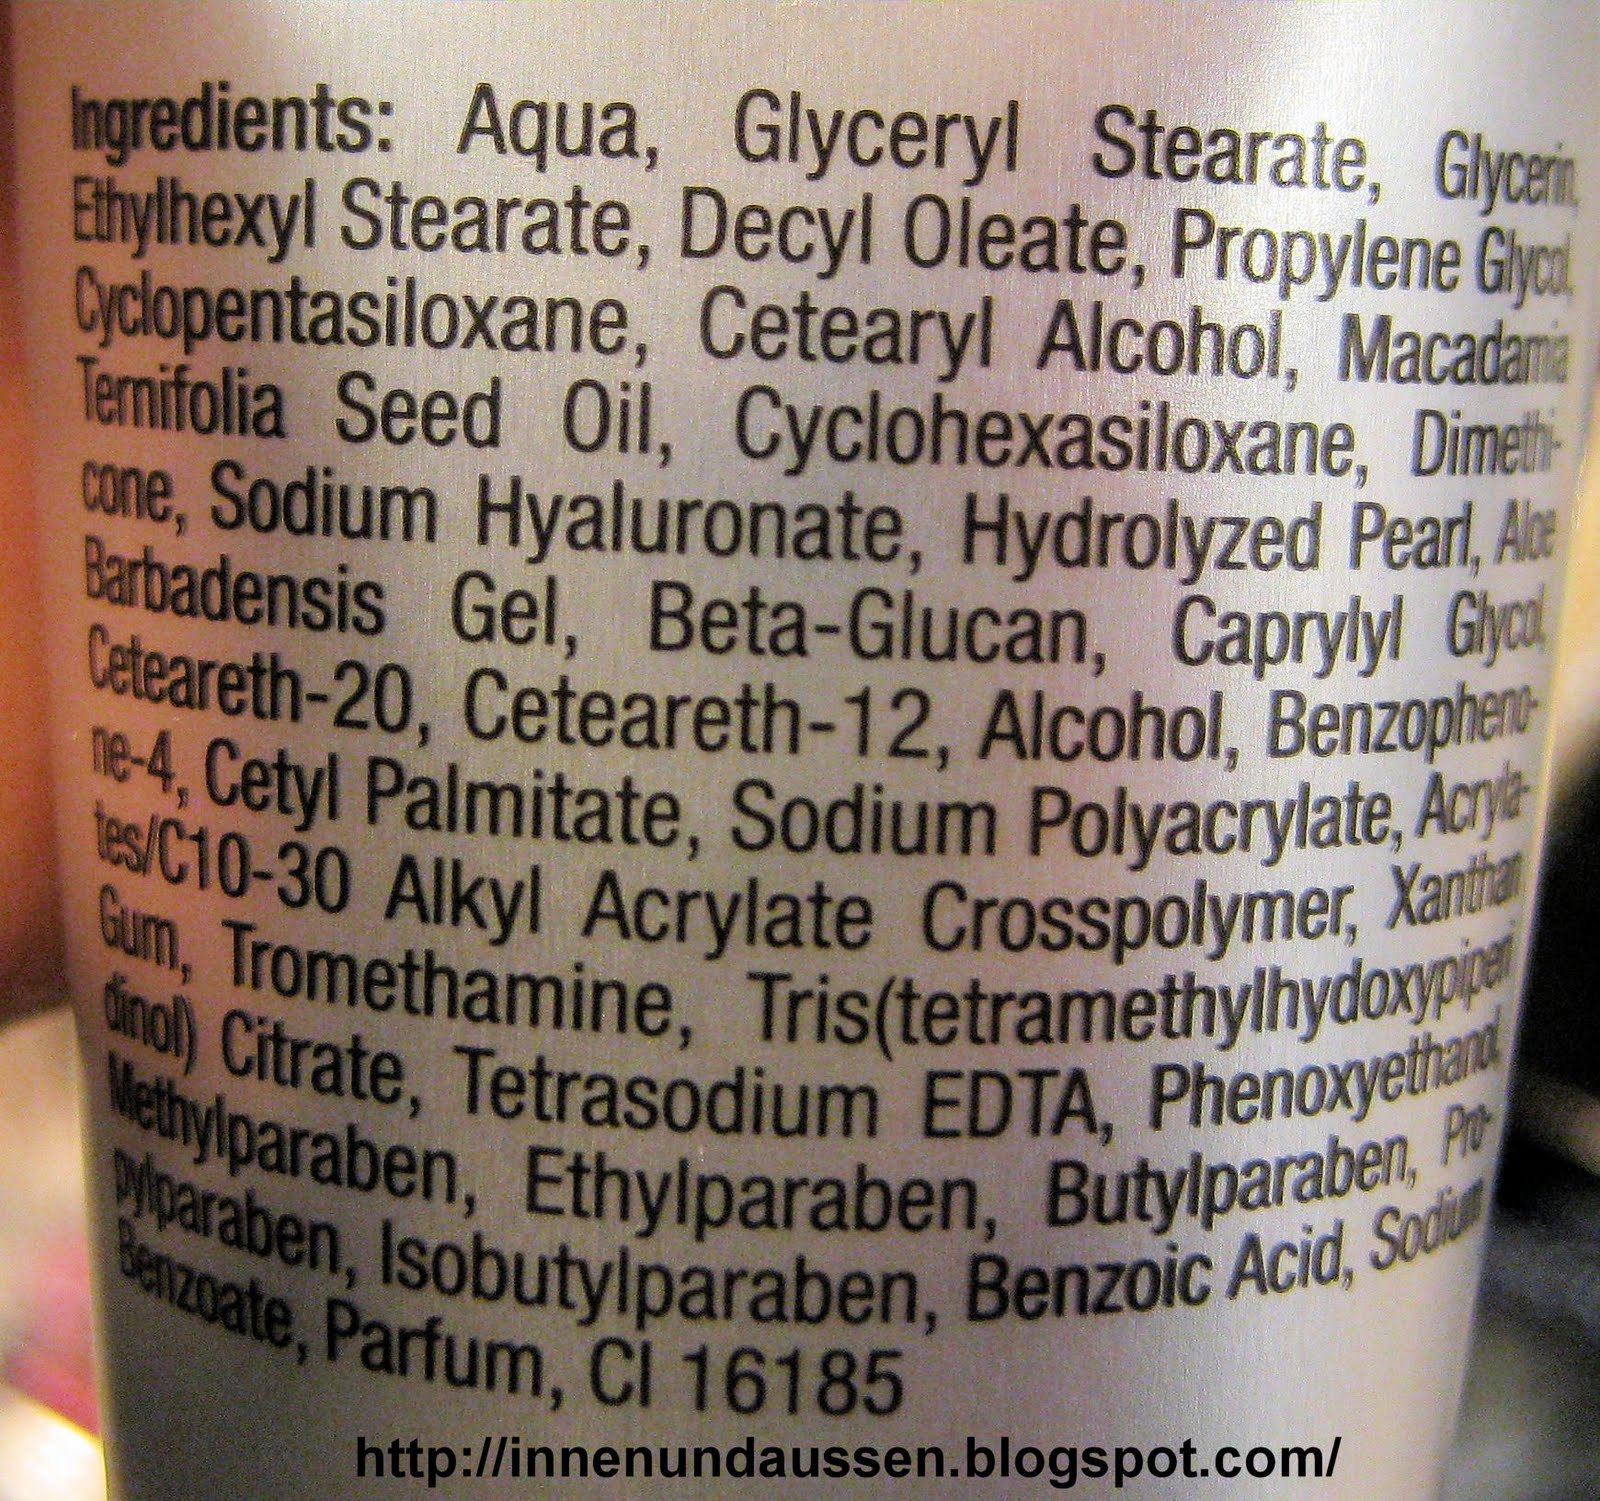 Ingredients: Aqua, Glyceryl Stearate, Glycerin,
Ethylhexyl Stearate, Decyl Oleate, Propylene Glycol,
Cyclopentasiloxane, Cetearyl Alcohol, Macadamia
Ternifolia Seed Oil, Cyclohexasiloxane, Dimethi-
cone, Sodium Hyaluronate, Hydrolyzed Pearl, Aloe
Barbadensis Gel, Beta-Glucan, Caprylyl Glycol,
Ceteareth-20, Ceteareth-12, Alcohol, Benzopheno-
ne-4, Cetyl Palmitate, Sodium Polyacrylate, Acryla-
tes/C10-30 Alkyl Acrylate Crosspolymer, Xanthan
Gum, Tromethamine, Tris(tetramethylhydoxypiperi
dinol) Citrate, Tetrasodium EDTA, Phenoxyethanol,
Methylparaben, Ethylparaben, Butylparaben, Pro-
pylparaben, Isobutylparaben, Benzoic Acid, Sodium
Benzoate, Parfum, CI 16185
http://innenundaussen.blogspot.com/